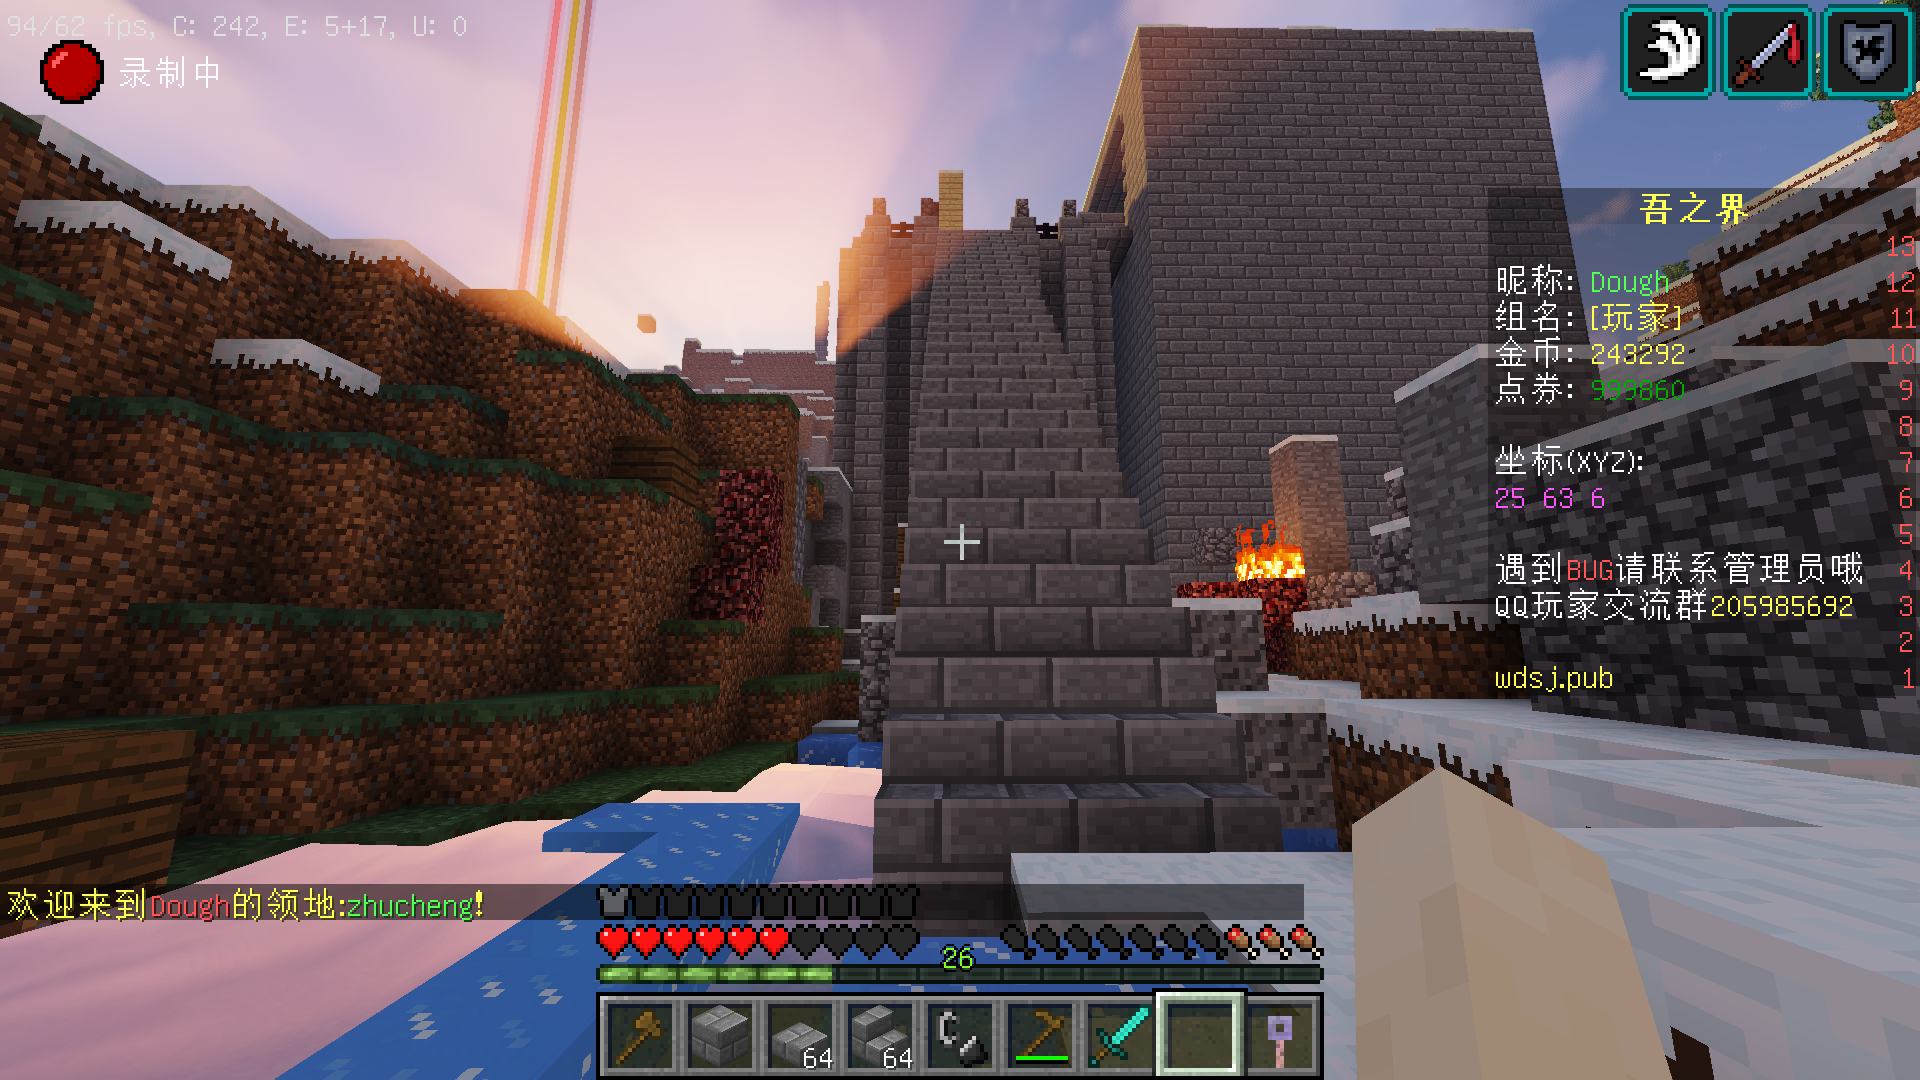 94/62 fps, C: 242, E: 5+17, U: 0
录制中
吾之界
13
昵称: Dough 12
组名: [玩家] 11
金币: 243292 10
点券: 999860 9
8
坐标(XYZ): 7
25 63 6 6
5
遇到BUG请联系管理员哦 4
QQ玩家交流群205985692 3
2
wdsj.pub 1
欢迎来到Dough的领地:zhucheng!
26
64
64